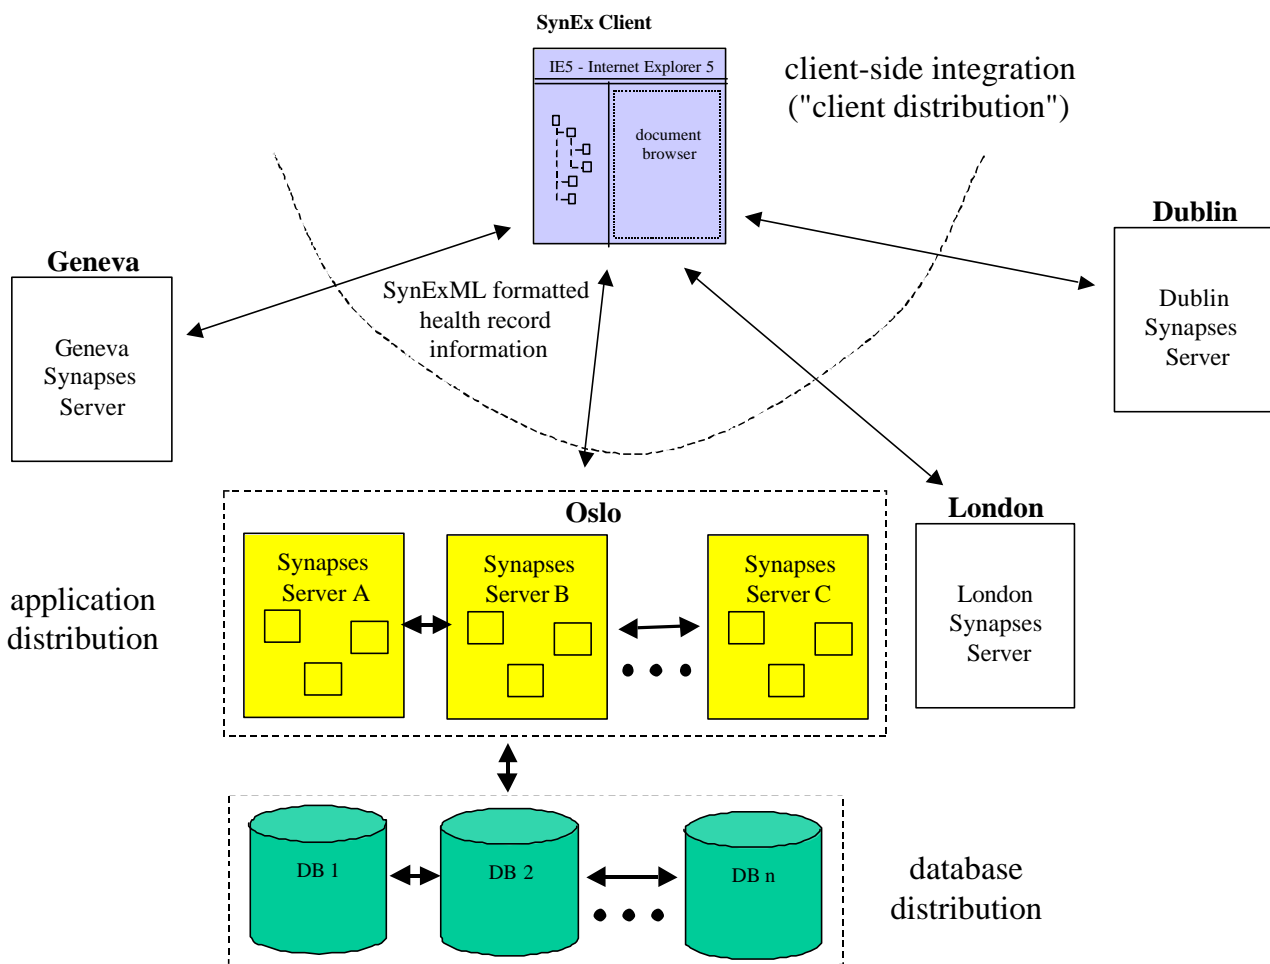 SynEx Client
IE5 - Internet Explorer 5
document
browser
client-side integration
("client distribution")
Geneva
Geneva
Synapses
Server
SynExML formatted
health record
information
Dublin
Dublin
Synapses
Server
Oslo
Synapses
Server A
Synapses
Server B
Synapses
Server C
London
London
Synapses
Server
application
distribution
DB 1
DB 2
DB n
database
distribution